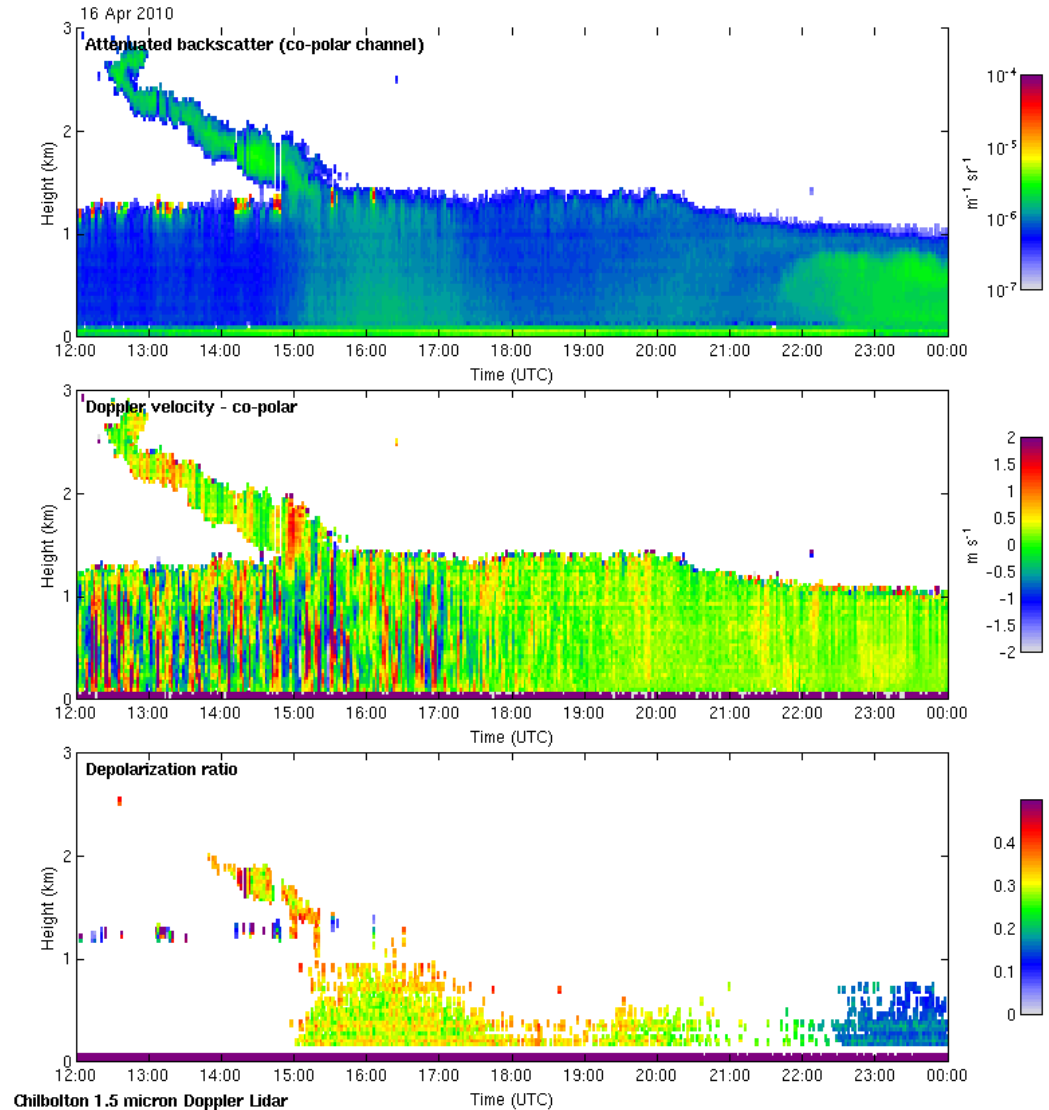 16 Apr 2010
Attenuated backscatter (co-polar channel)
3
2
1
0
Height (km)
12:00 13:00 14:00 15:00 16:00 17:00 18:00 19:00 20:00 21:00 22:00 23:00 00:00
Time (UTC)
10⁻⁴
10⁻⁵
10⁻⁶
10⁻⁷
m⁻¹ sr⁻¹
Doppler velocity - co-polar
3
2
1
0
Height (km)
12:00 13:00 14:00 15:00 16:00 17:00 18:00 19:00 20:00 21:00 22:00 23:00 00:00
Time (UTC)
2
1.5
1
0.5
0
-0.5
-1
-1.5
-2
m s⁻¹
Depolarization ratio
3
2
1
0
Height (km)
12:00 13:00 14:00 15:00 16:00 17:00 18:00 19:00 20:00 21:00 22:00 23:00 00:00
Time (UTC)
0.4
0.3
0.2
0.1
0
Chilbolton 1.5 micron Doppler Lidar